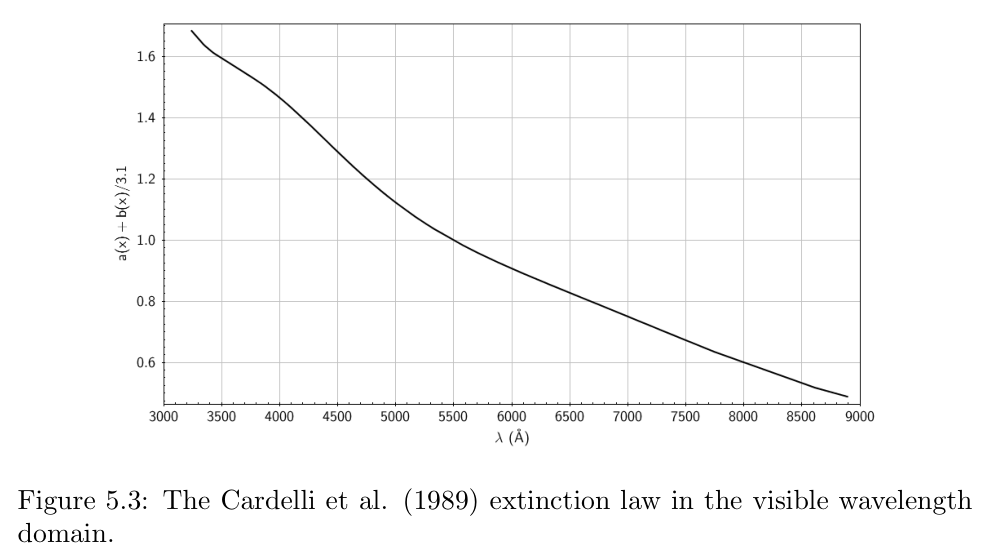 1.6
1.4
1.2
1.0
0.8
0.6
a(x) + b(x)/3.1
3000 3500 4000 4500 5000 5500 6000 6500 7000 7500 8000 8500 9000
λ (Å)
Figure 5.3: The Cardelli et al. (1989) extinction law in the visible wavelength
domain.